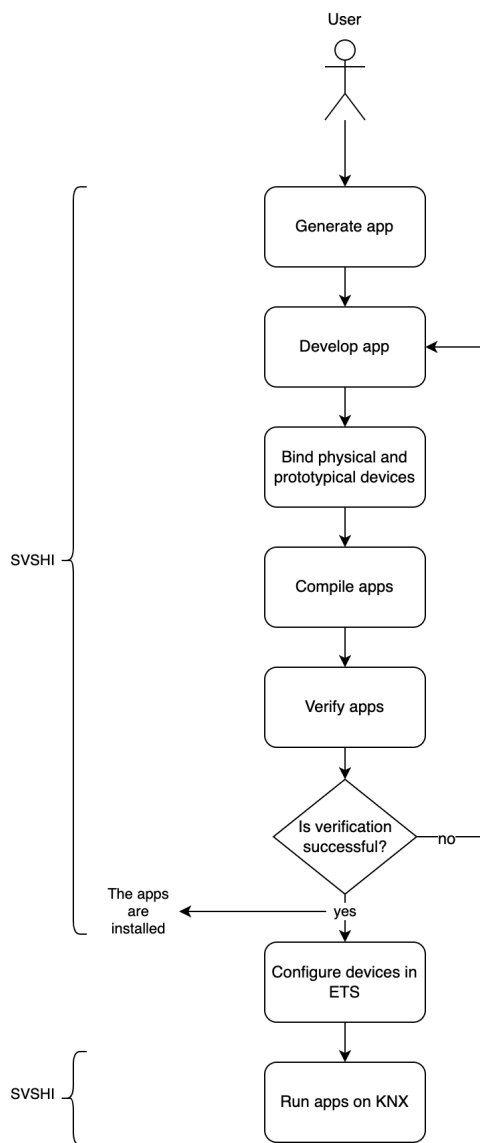 User
Generate app
Develop app
Bind physical and
prototypical devices
SVSHI
Compile apps
Verify apps
Is verification
successful?
no
The apps
are
installed
yes
Configure devices in
ETS
SVSHI
Run apps on KNX